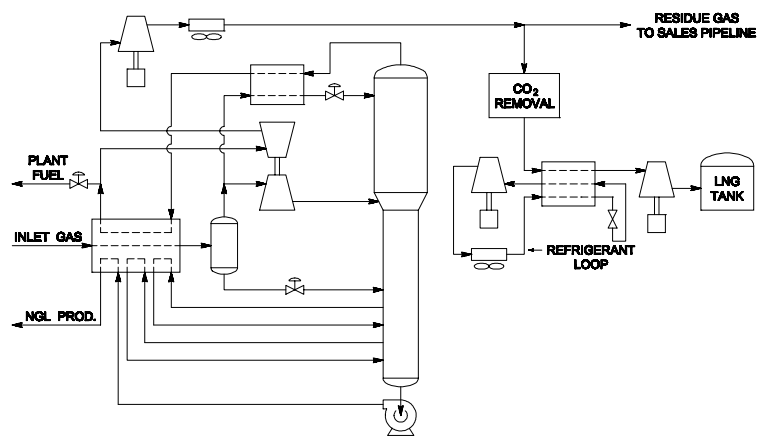 RESIDUE GAS
TO SALES PIPELINE
CO2
REMOVAL
PLANT
FUEL
LNG
TANK
INLET GAS
REFRIGERANT
LOOP
NGL PROD.